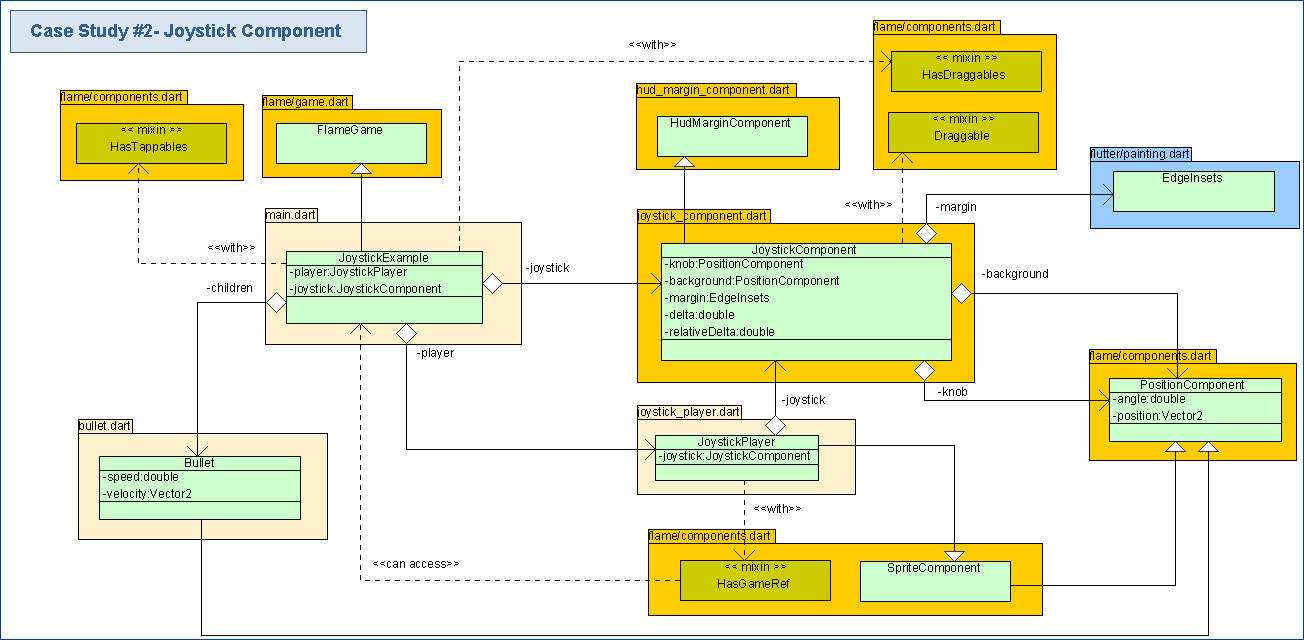 Case Study #2- Joystick Component
<<with>>
flame/components.dart
<< mixin >>
HasDraggables
<< mixin >>
Draggable
flame/components.dart
<< mixin >>
HasTappables
flame/game.dart
FlameGame
hud_margin_component.dart
HudMarginComponent
flutter/painting.dart
EdgeInsets
<<with>>
-margin
main.dart
<<with>>
JoystickExample
-player:JoystickPlayer
-joystick:JoystickComponent
-children
-joystick
-player
joystick_component.dart
JoystickComponent
-knob:PositionComponent
-background:PositionComponent
-margin:EdgeInsets
-delta:double
-relativeDelta:double
-background
-knob
-joystick
flame/components.dart
PositionComponent
-angle:double
-position:Vector2
bullet.dart
Bullet
-speed:double
-velocity:Vector2
joystick_player.dart
JoystickPlayer
-joystick:JoystickComponent
<<with>>
<<can access>>
flame/components.dart
<< mixin >>
HasGameRef
SpriteComponent